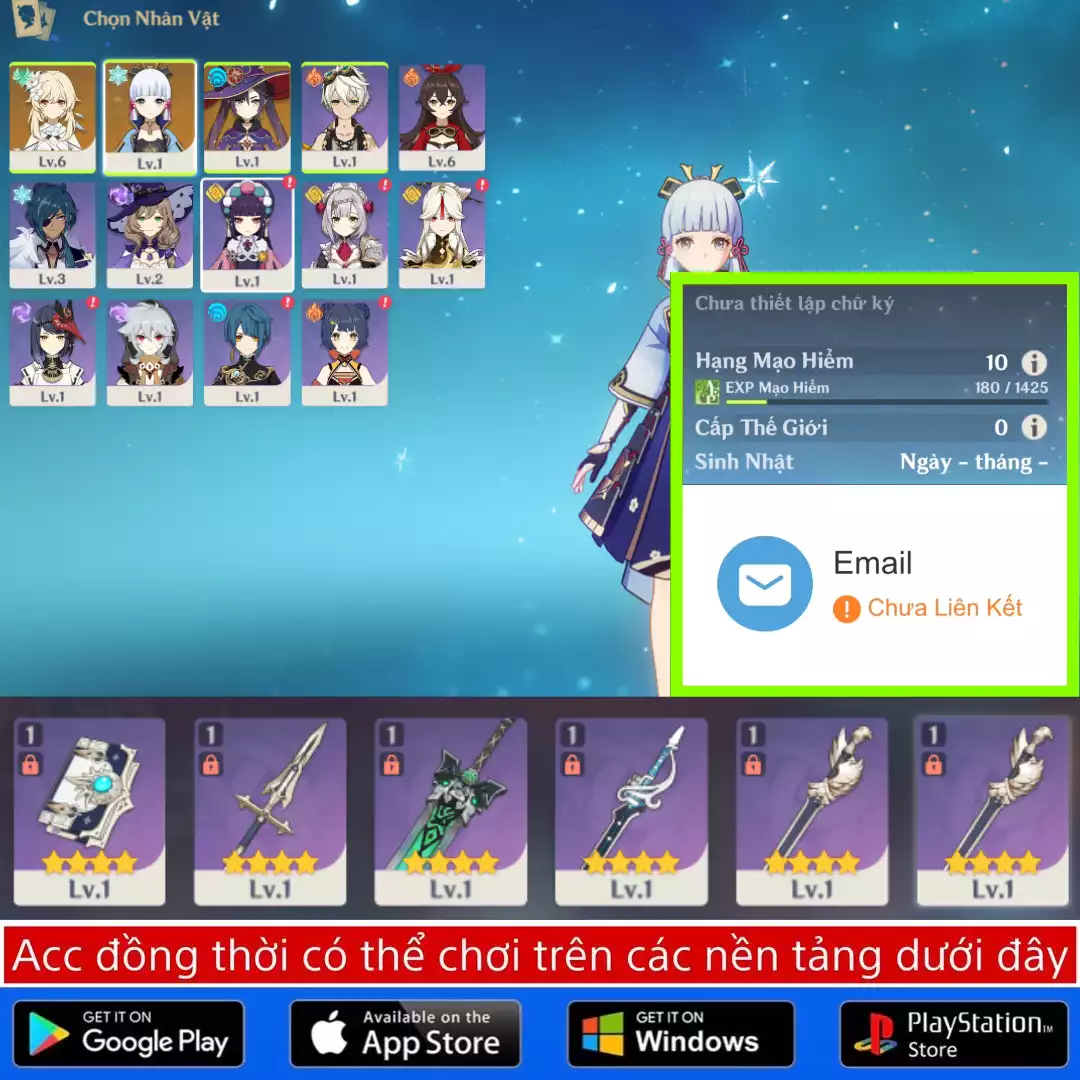 Chọn Nhân Vật
Lv.6
Lv.1
Lv.1
Lv.1
Lv.6
Lv.3
Lv.2
Lv.1
Lv.1
Lv.1
Lv.1
Lv.1
Lv.1
Lv.1
Chưa thiết lập chữ ký
Hạng Mạo Hiểm 10
EXP Mạo Hiểm 180 / 1425
Cấp Thế Giới 0
Sinh Nhật Ngày - tháng -
Email
Chưa Liên Kết
1 1 1 1 1 1
Lv.1 Lv.1 Lv.1 Lv.1 Lv.1 Lv.1
Acc đồng thời có thể chơi trên các nền tảng dưới đây
GET IT ON
Google Play
Available on the
App Store
GET IT ON
Windows
PlayStation™
Store